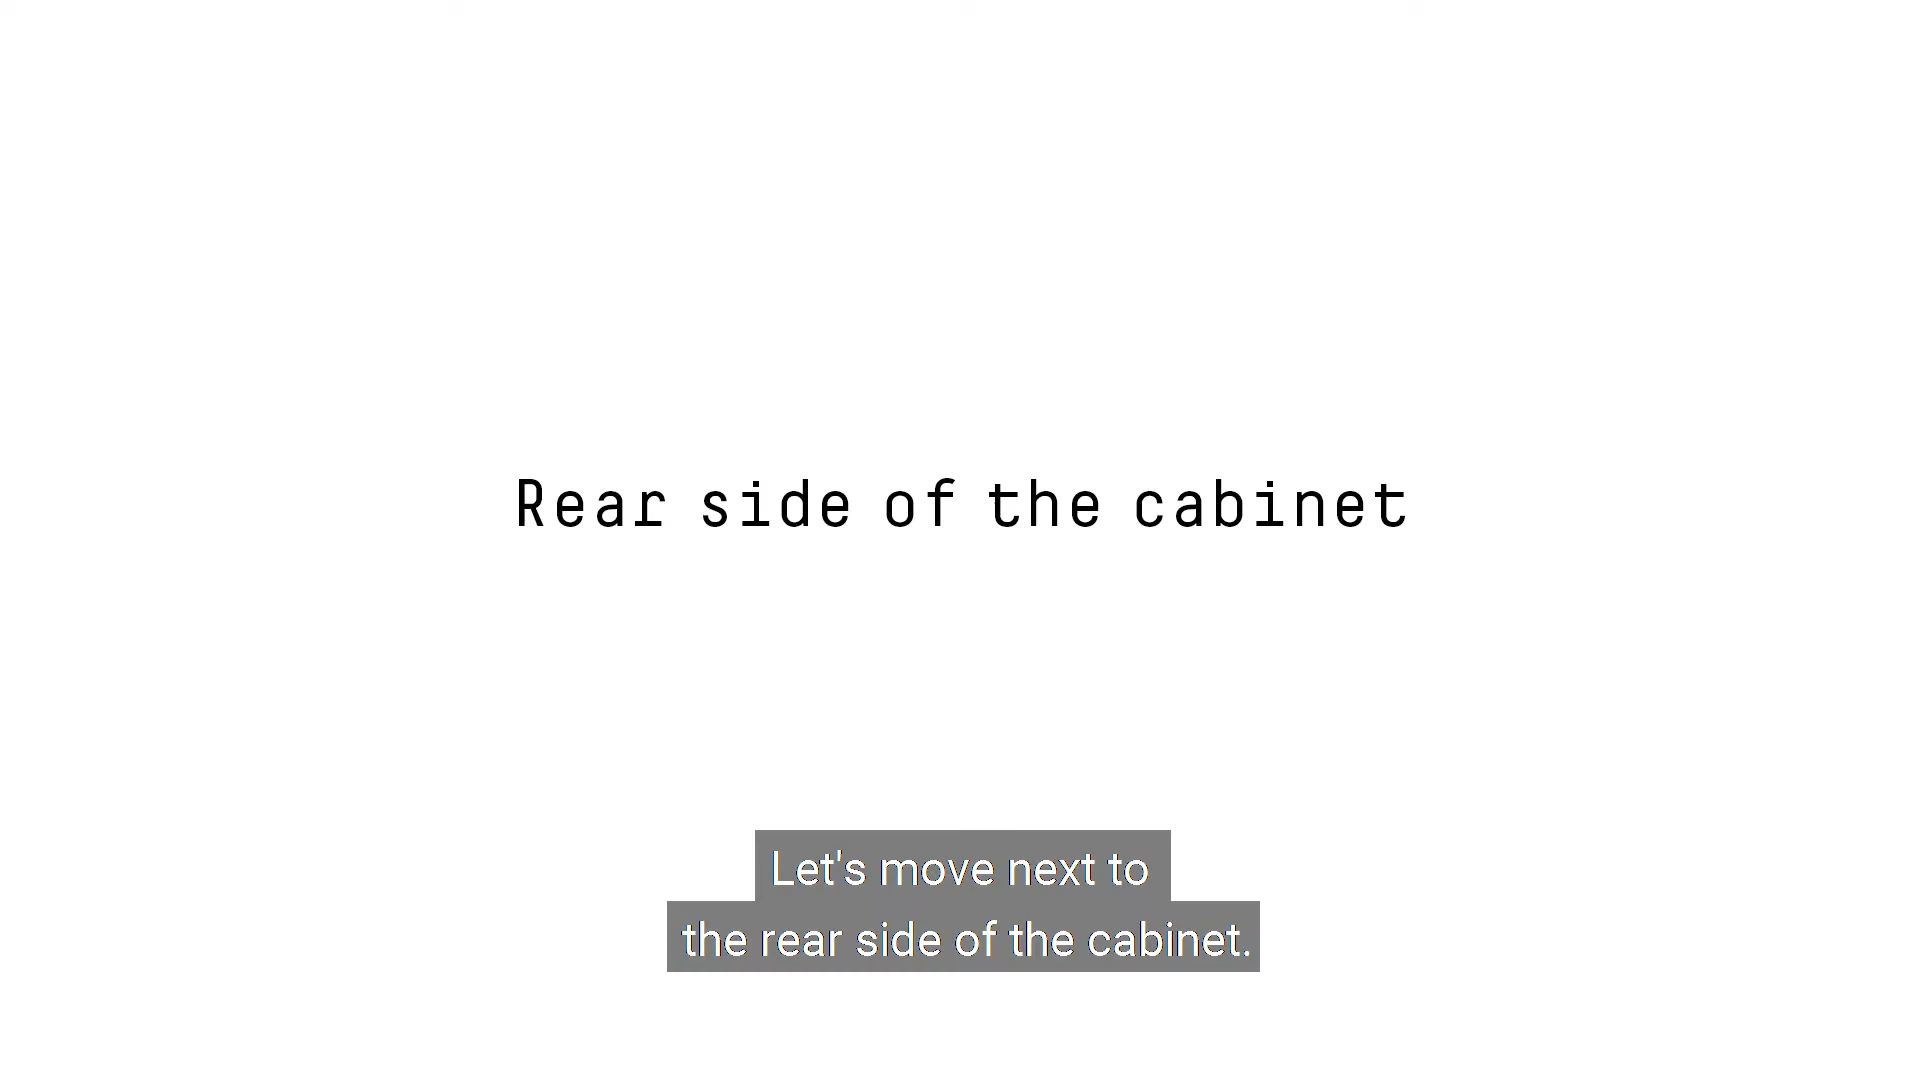 Rear side of the cabinet
Let's move next to
the rear side of the cabinet.